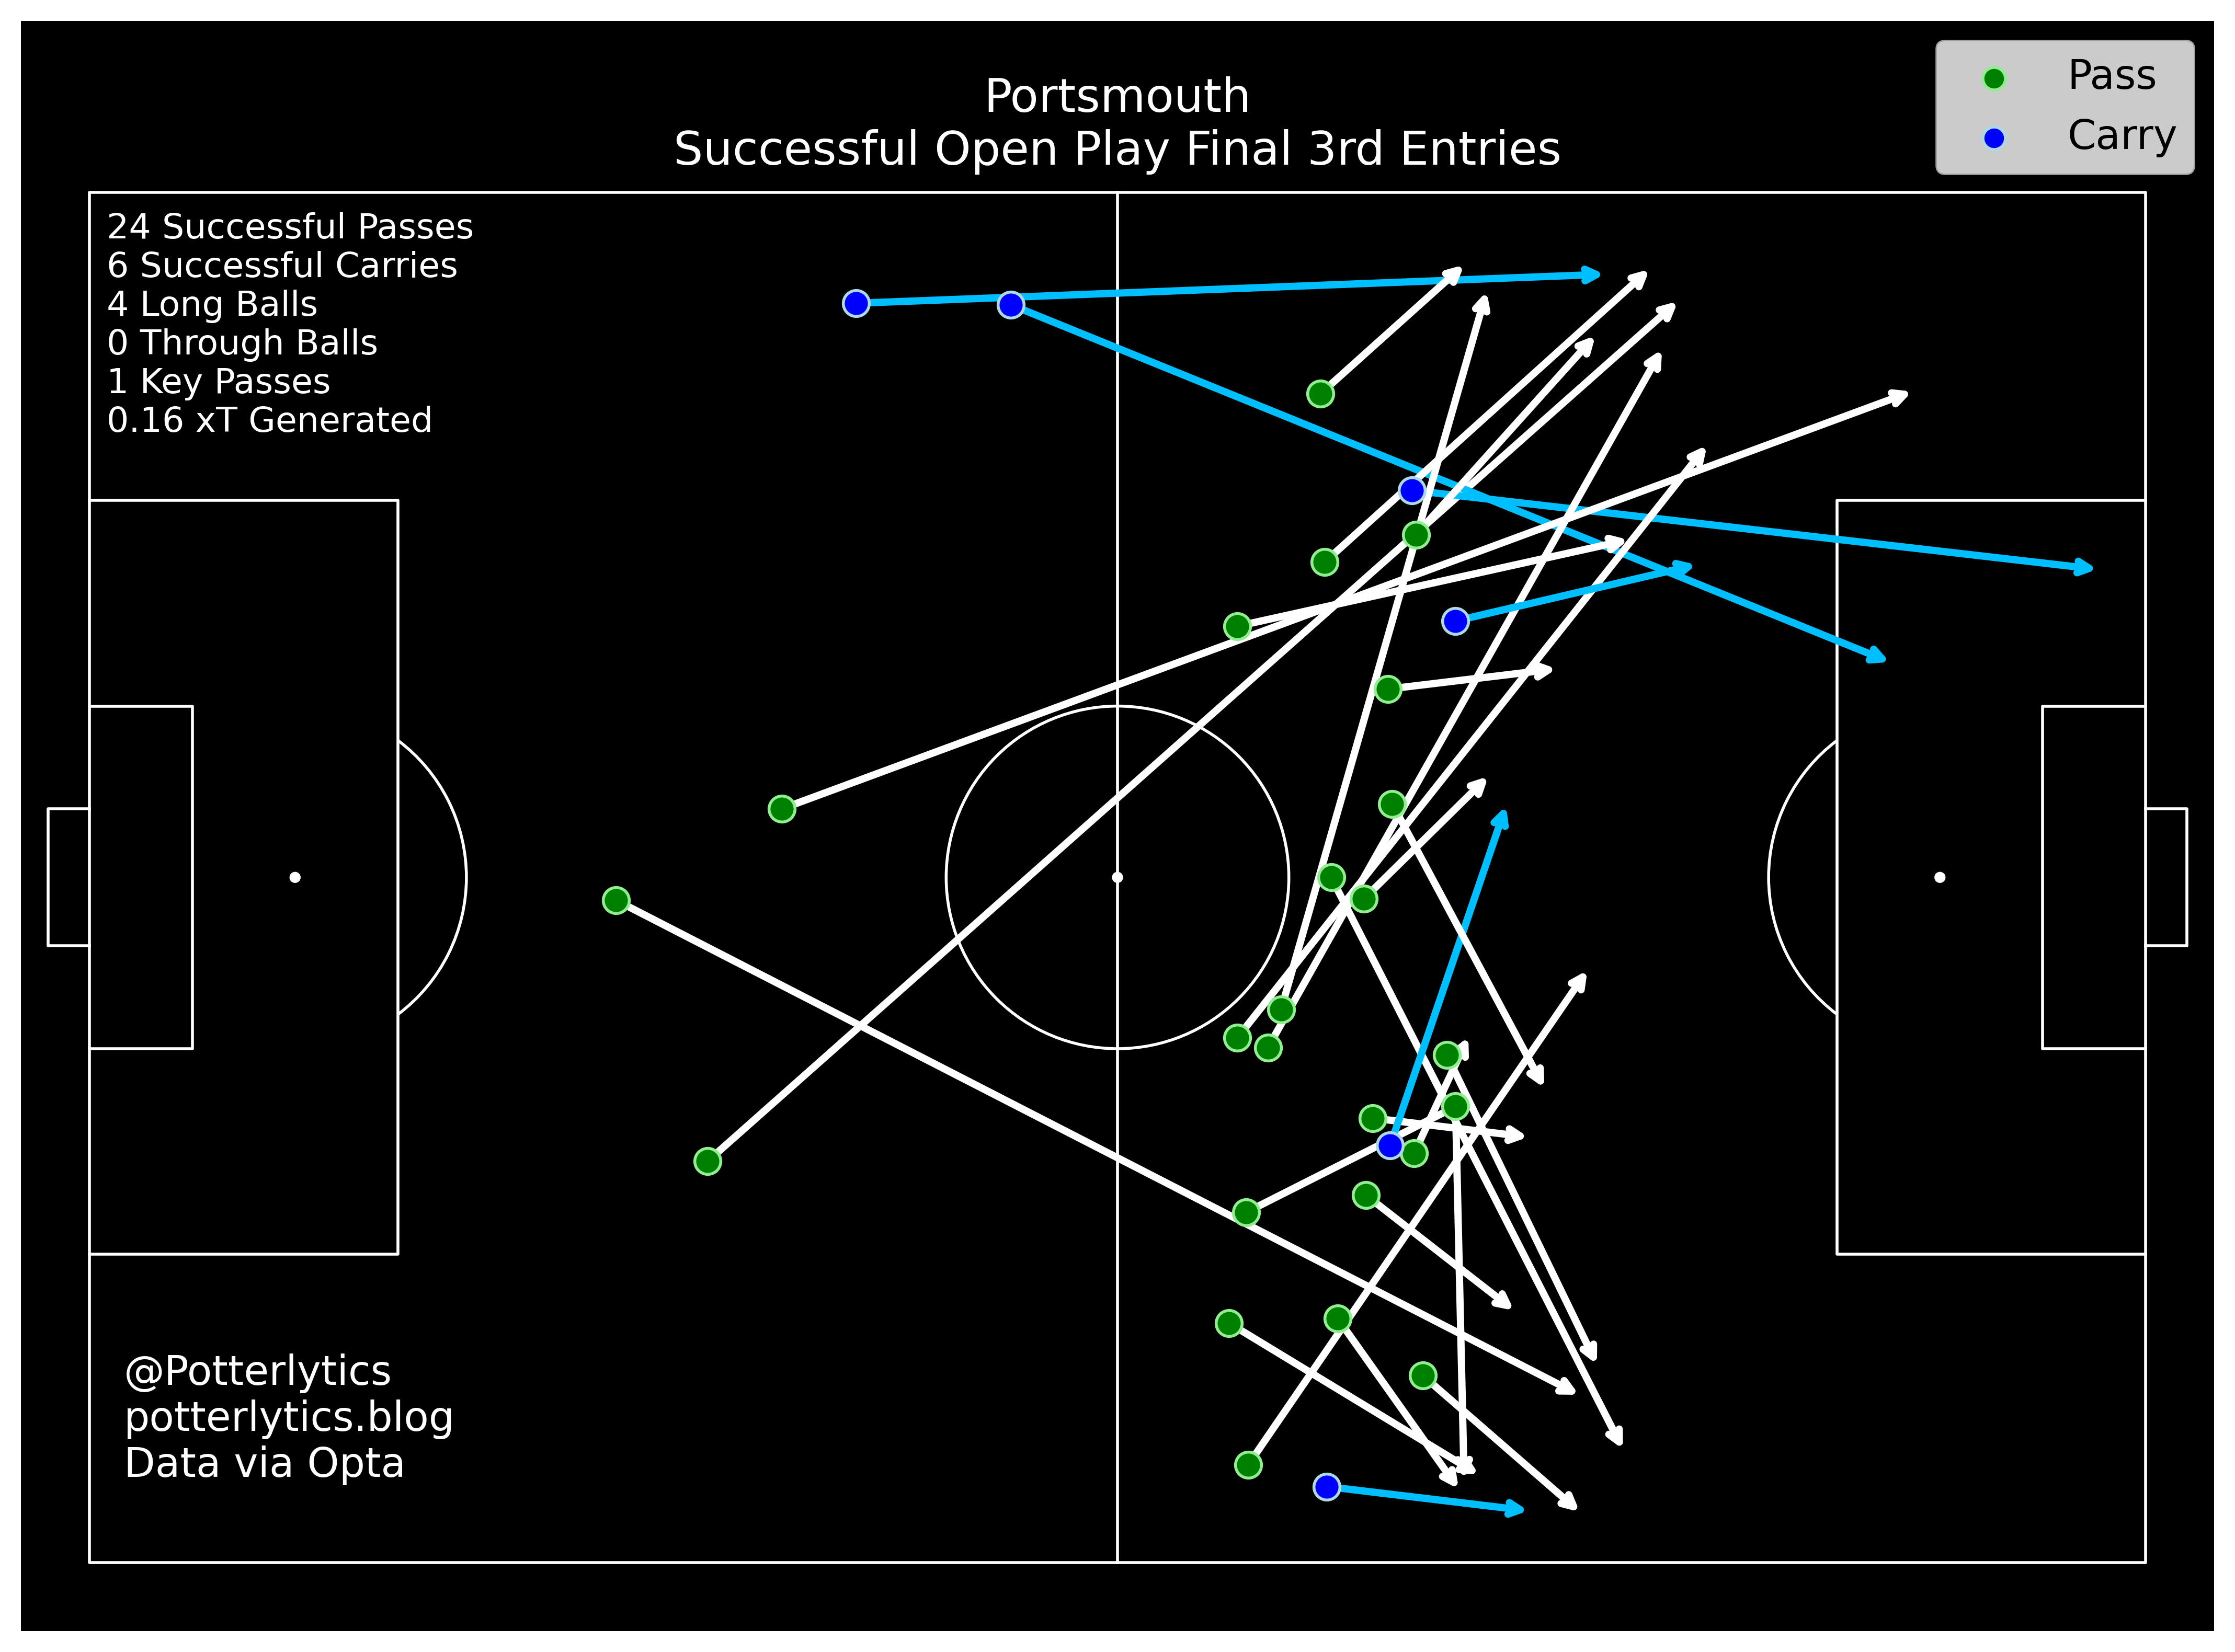 Portsmouth
Successful Open Play Final 3rd Entries
Pass
Carry
24 Successful Passes
6 Successful Carries
4 Long Balls
0 Through Balls
1 Key Passes
0.16 xT Generated
@Potterlytics
potterlytics.blog
Data via Opta